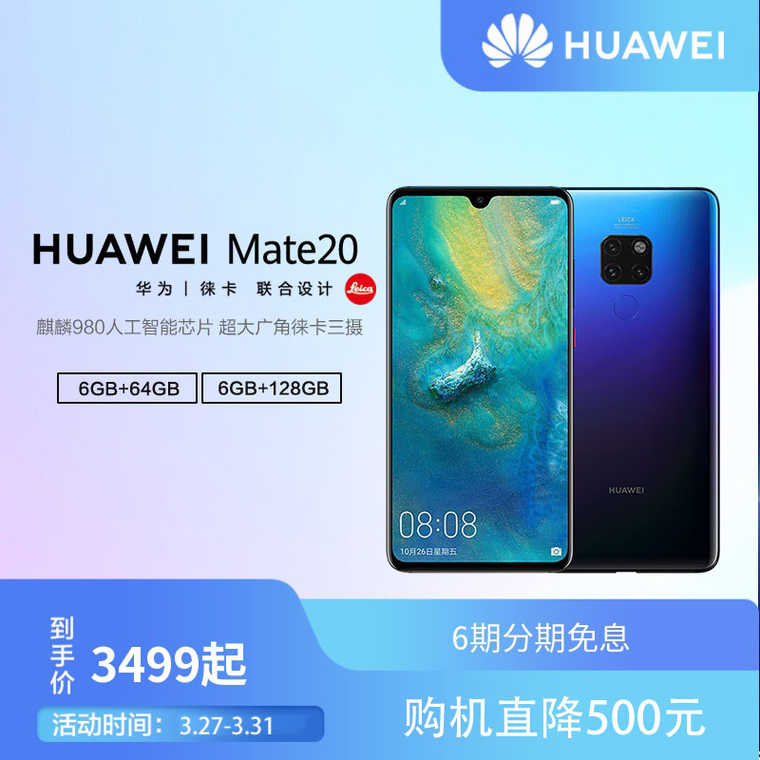 HUAWEI
HUAWEI Mate20
华为 | 徕卡 联合设计 Leica
麒麟980人工智能芯片 超大广角徕卡三摄
6GB+64GB 6GB+128GB
LEICA
HUAWEI
08:08
10月26日星期五
到手价 3499起
活动时间：3.27-3.31
6期分期免息
购机直降500元